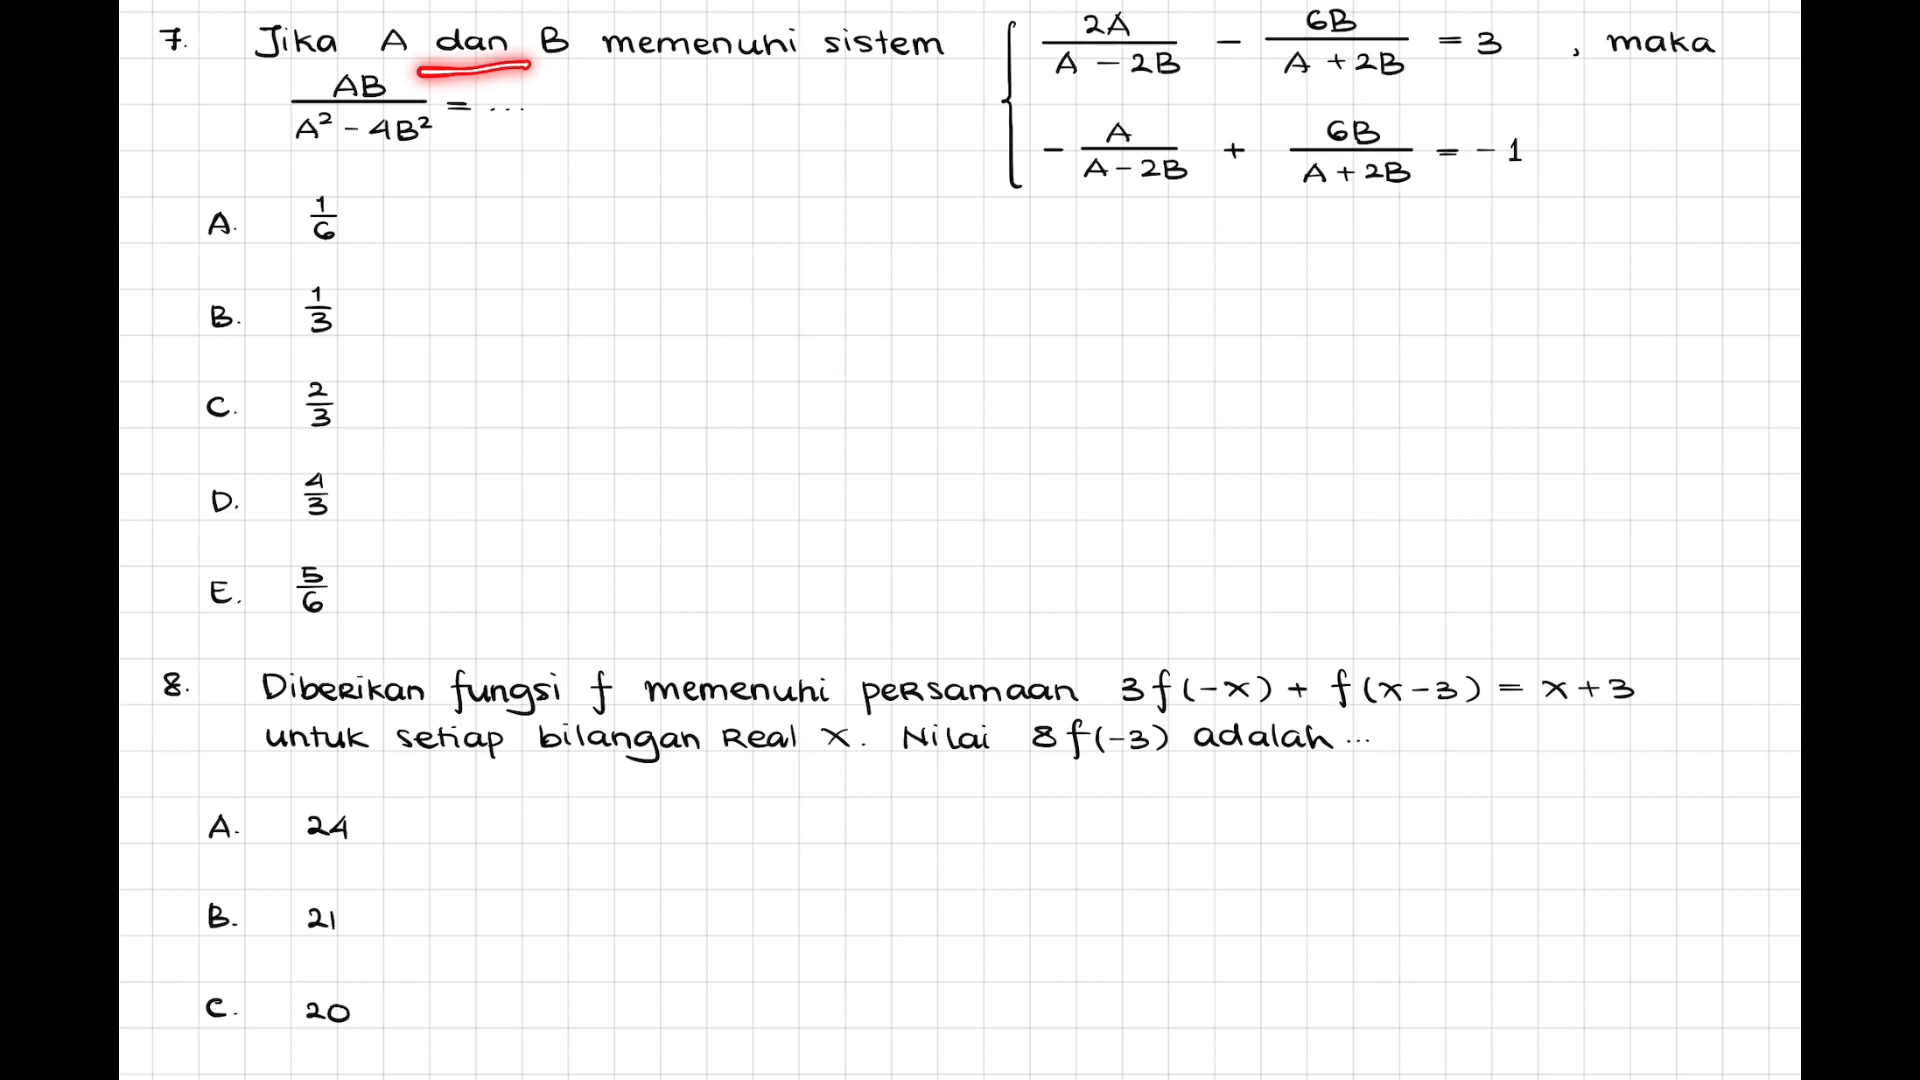 7. Jika A dan B memenuhi sistem { 2A/(A - 2B) - 6B/(A + 2B) = 3 , maka
- A/(A - 2B) + 6B/(A + 2B) = -1
AB/(A² - 4B²) = ...
A. 1/6
B. 1/3
C. 2/3
D. 4/3
E. 5/6
8. Diberikan fungsi f memenuhi persamaan 3f(-x) + f(x-3) = x+3
untuk setiap bilangan Real x. Nilai 8f(-3) adalah ...
A. 24
B. 21
C. 20